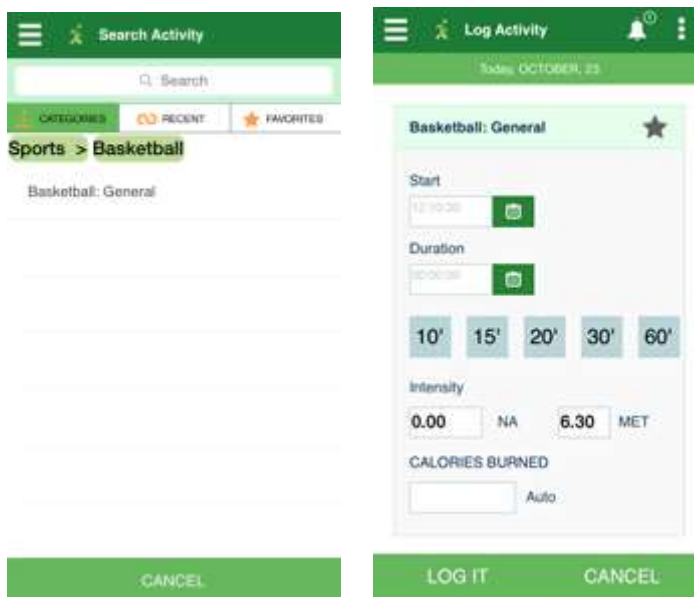 Search Activity
Search
CATEGORIES RECENT FAVORITES
Sports > Basketball
Basketball: General
CANCEL
Log Activity
Today, OCTOBER, 23
Basketball: General
Start
Duration
10' 15' 20' 30' 60'
Intensity
0.00 NA 6.30 MET
CALORIES BURNED
Auto
LOG IT CANCEL